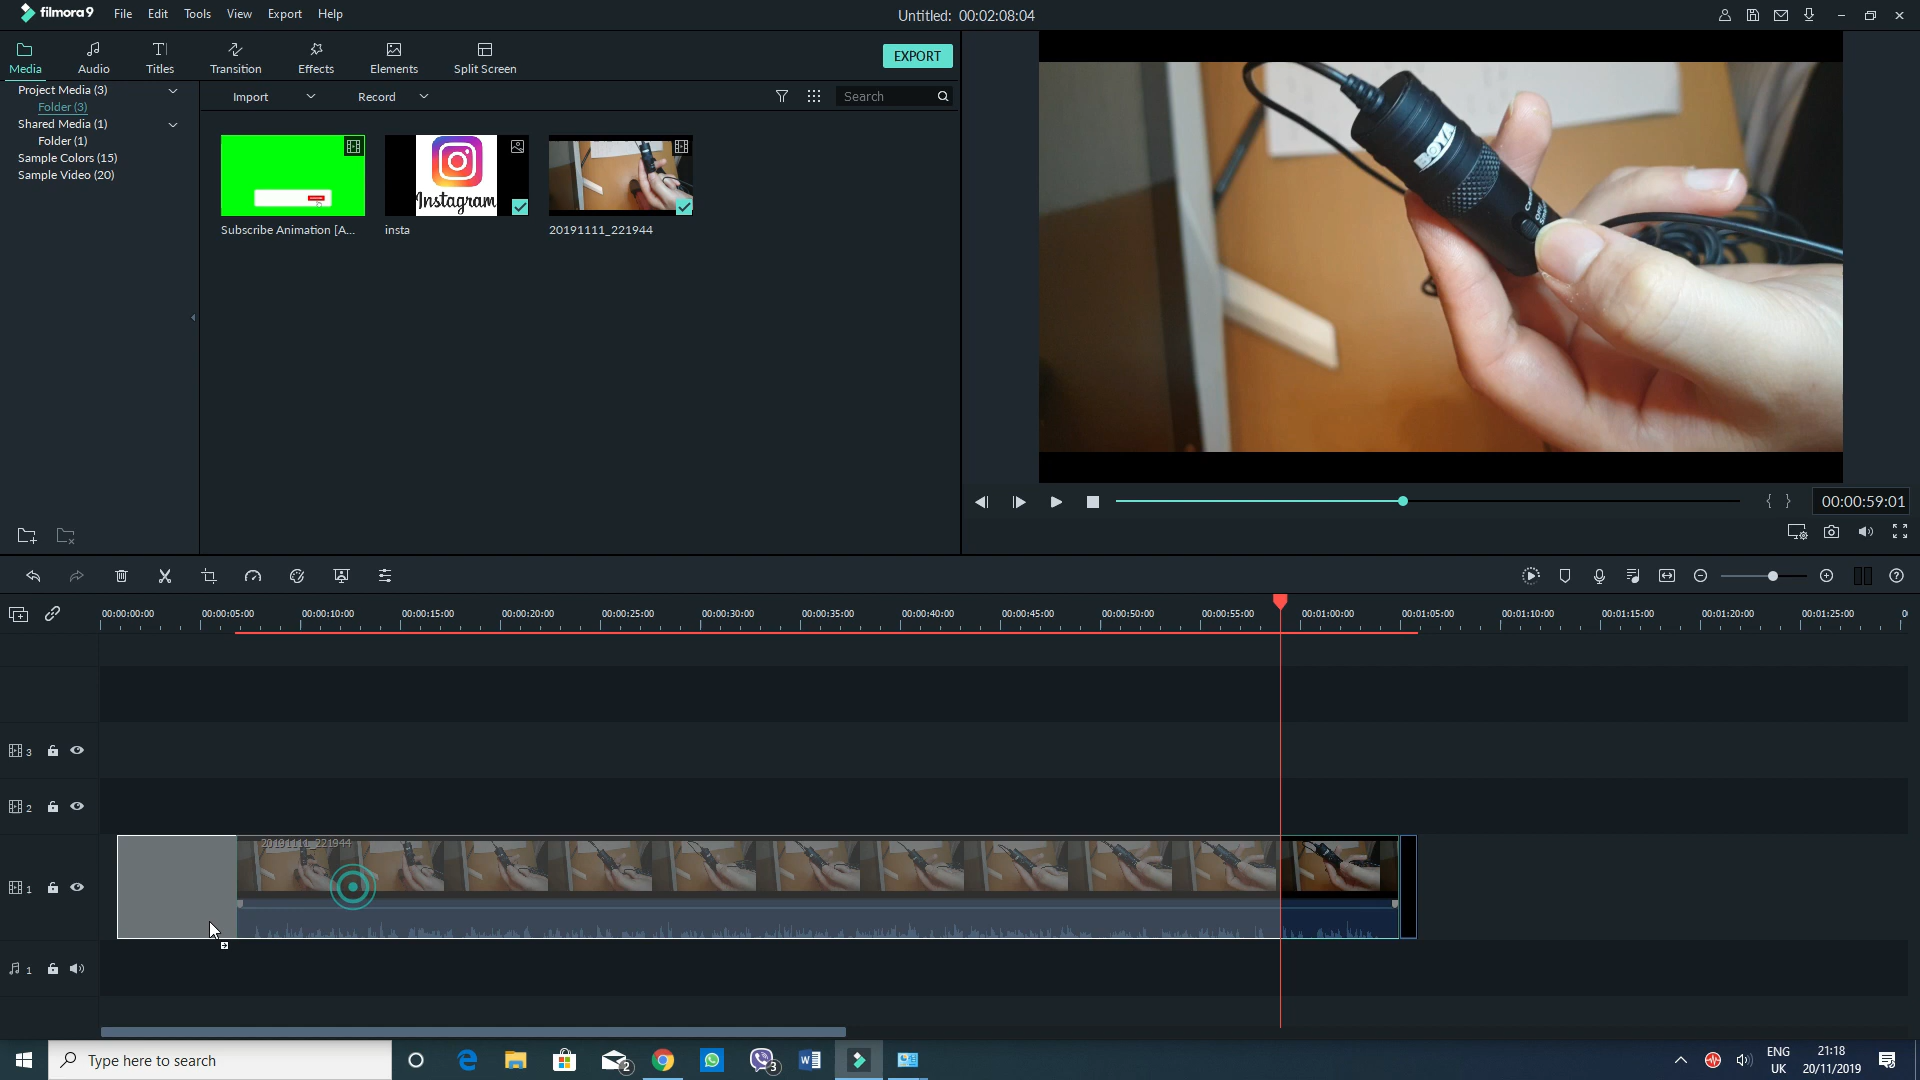 filmora9 File Edit Tools View Export Help Untitled: 00:02:08:04
Media Audio Titles Transition Effects Elements Split Screen EXPORT
Project Media (3) Import Record Search
Folder (3)
Shared Media (1)
Folder (1)
Sample Colors (15)
Sample Video (20)
Instagram
Subscribe Animation [A... insta 20191111_221944
BOYA
00:00:59:01
00:00:00:00 00:00:05:00 00:00:10:00 00:00:15:00 00:00:20:00 00:00:25:00 00:00:30:00 00:00:35:00 00:00:40:00 00:00:45:00 00:00:50:00 00:00:55:00 00:01:00:00 00:01:05:00 00:01:10:00 00:01:15:00 00:01:20:00 00:01:25:00
3
2
20191111_221944
1
1
Type here to search 2 3 ENG 21:18
UK 20/11/2019